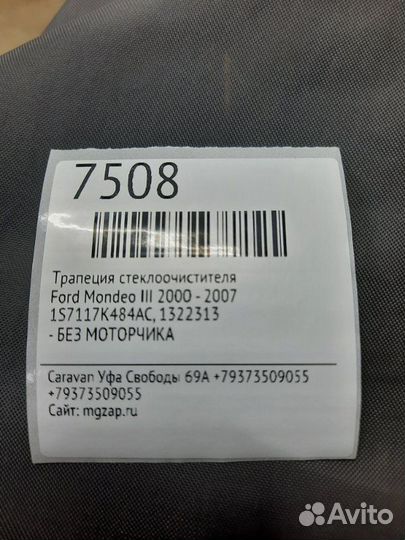 7508
Трапеция стеклоочистителя
Ford Mondeo III 2000 - 2007
1S7117K484AC, 1322313
- БЕЗ МОТОРЧИКА
Caravan Уфа Свободы 69А +79373509055
+79373509055
Сайт: mgzap.ru
Avito